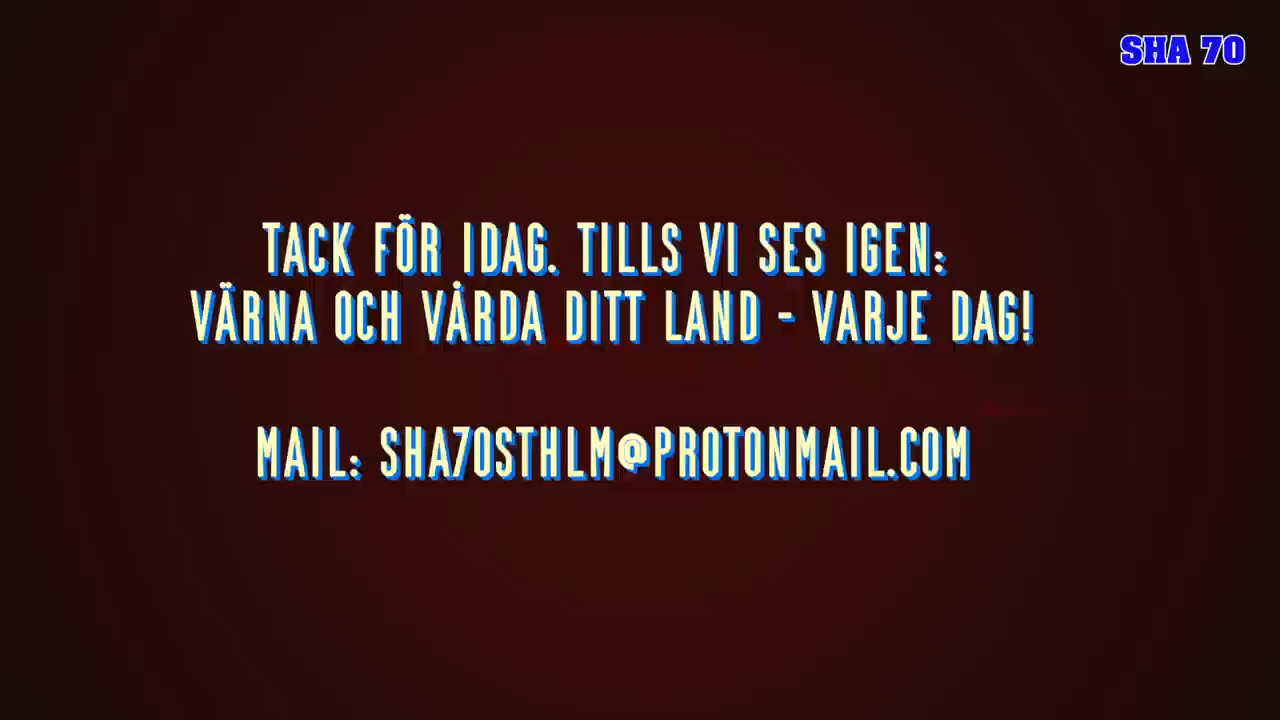 SHA 70
TACK FÖR IDAG. TILLS VI SES IGEN:
VÄRNA OCH VÅRDA DITT LAND - VARJE DAG!
MAIL: SHA70STHLM@PROTONMAIL.COM